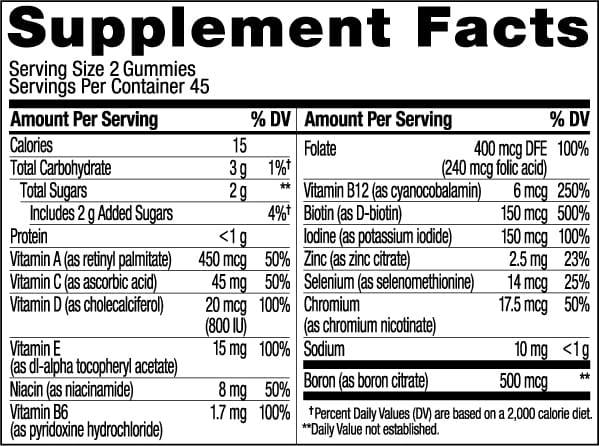 Supplement Facts
Serving Size 2 Gummies
Servings Per Container 45
Amount Per Serving % DV
Calories 15
Total Carbohydrate 3 g 1%†
Total Sugars 2 g **
Includes 2 g Added Sugars 4%†
Protein <1 g
Vitamin A (as retinyl palmitate) 450 mcg 50%
Vitamin C (as ascorbic acid) 45 mg 50%
Vitamin D (as cholecalciferol) 20 mcg 100%
(800 IU)
Vitamin E 15 mg 100%
(as dl-alpha tocopheryl acetate)
Niacin (as niacinamide) 8 mg 50%
Vitamin B6 1.7 mg 100%
(as pyridoxine hydrochloride)
Amount Per Serving % DV
Folate 400 mcg DFE 100%
(240 mcg folic acid)
Vitamin B12 (as cyanocobalamin) 6 mcg 250%
Biotin (as D-biotin) 150 mcg 500%
Iodine (as potassium iodide) 150 mcg 100%
Zinc (as zinc citrate) 2.5 mg 23%
Selenium (as selenomethionine) 14 mcg 25%
Chromium 17.5 mcg 50%
(as chromium nicotinate)
Sodium 10 mg <1 g
Boron (as boron citrate) 500 mcg **
†Percent Daily Values (DV) are based on a 2,000 calorie diet.
**Daily Value not established.